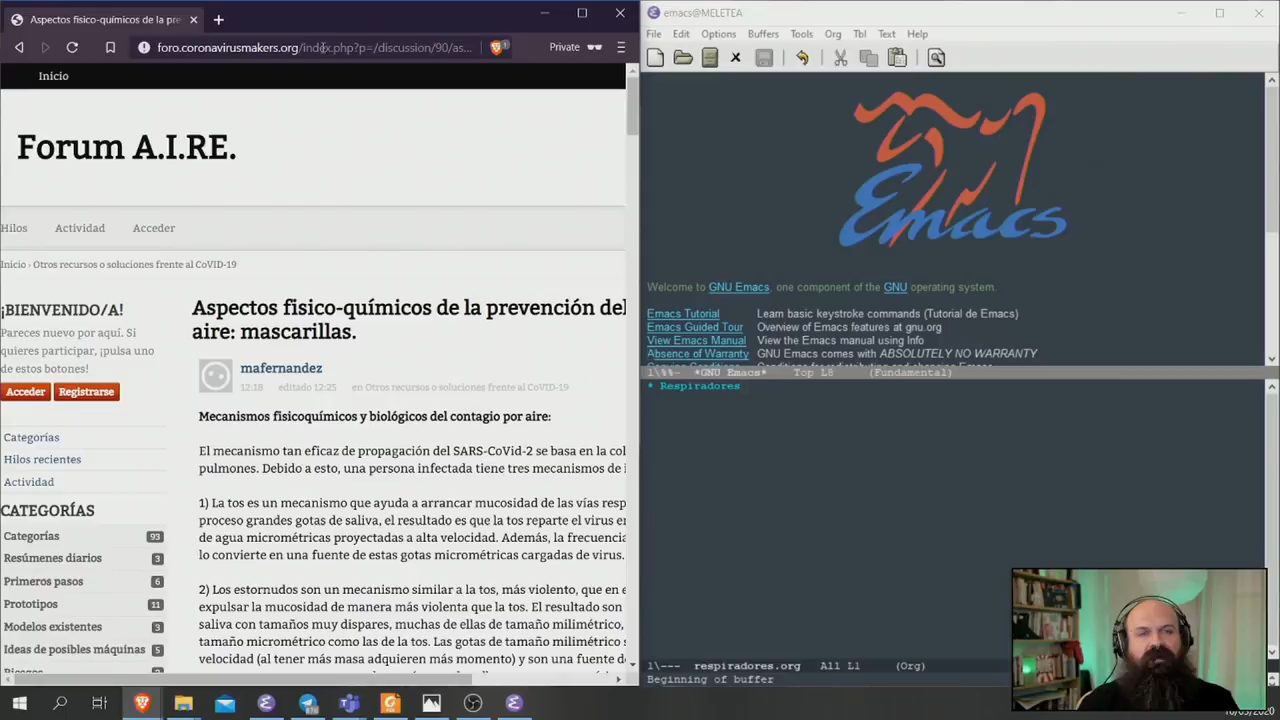 Aspectos fisico-químicos de la pre
foro.coronavirusmakers.org/index.php?p=/discussion/90/as...
1
Private
Inicio
Forum A.I.RE.
Hilos Actividad Acceder
Inicio › Otros recursos o soluciones frente al CoVID-19
¡BIENVENIDO/A!
Pareces nuevo por aquí. Si
quieres participar, ¡pulsa uno
de estos botones!
Acceder Registrarse
Categorías
Hilos recientes
Actividad
CATEGORÍAS
Categorías 93
Resúmenes diarios 3
Primeros pasos 6
Prototipos 11
Modelos existentes 3
Ideas de posibles máquinas 5
Aspectos fisico-químicos de la prevención del
aire: mascarillas.
mafernandez
12:18 editado 12:25 en Otros recursos o soluciones frente al CoVID-19
Mecanismos fisicoquímicos y biológicos del contagio por aire:
El mecanismo tan eficaz de propagación del SARS-CoVid-2 se basa en la col
pulmones. Debido a esto, una persona infectada tiene tres mecanismos de i
1) La tos es un mecanismo que ayuda a arrancar mucosidad de las vías resp
proceso grandes gotas de saliva, el resultado es que la tos reparte el virus en
de agua micrométricas proyectadas a alta velocidad. Además, la frecuencia
lo convierte en una fuente de estas gotas micrométricas cargadas de virus.
2) Los estornudos son un mecanismo similar a la tos, más violento, que en e
expulsar la mucosidad de manera más violenta que la tos. El resultado son
saliva con tamaños muy dispares, muchas de ellas de tamaño milimétrico,
tamaño micrométrico como las de la tos. Las gotas de tamaño milimétrico s
velocidad (al tener más masa adquieren más momento) y son una fuente de
emacs@MELETEA
File Edit Options Buffers Tools Org Tbl Text Help
Emacs
Welcome to GNU Emacs, one component of the GNU operating system.
Emacs Tutorial Learn basic keystroke commands (Tutorial de Emacs)
Emacs Guided Tour Overview of Emacs features at gnu.org
View Emacs Manual View the Emacs manual using Info
Absence of Warranty GNU Emacs comes with ABSOLUTELY NO WARRANTY
1\%%- *GNU Emacs* Top L6 (Fundamental)
* Respiradores
1\--- respiradores.org All L1 (Org)
Beginning of buffer